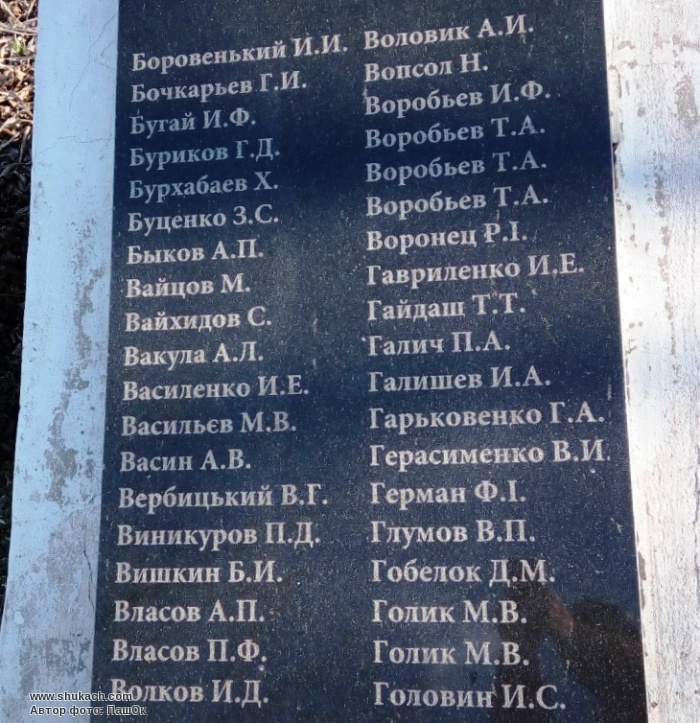 Боровенький И.И.
Бочкарьев Г.И.
Бугай И.Ф.
Буриков Г.Д.
Бурхабаев Х.
Буценко З.С.
Быков А.П.
Вайцов М.
Вайхидов С.
Вакула А.Л.
Василенко И.Е.
Васильєв М.В.
Васин А.В.
Вербицький В.Г.
Виникуров П.Д.
Вишкин Б.И.
Власов А.П.
Власов П.Ф.
Волков И.Д.
Воловик А.И.
Вопсол Н.
Воробьев И.Ф.
Воробьев Т.А.
Воробьев Т.А.
Воробьев Т.А.
Воронец Р.І.
Гавриленко И.Е.
Гайдаш Т.Т.
Галич П.А.
Галишев И.А.
Гарьковенко Г.А.
Герасименко В.И.
Герман Ф.І.
Глумов В.П.
Гобелок Д.М.
Голик М.В.
Голик М.В.
Головин И.С.
www.shukach.com
Автор фото: ПашОк